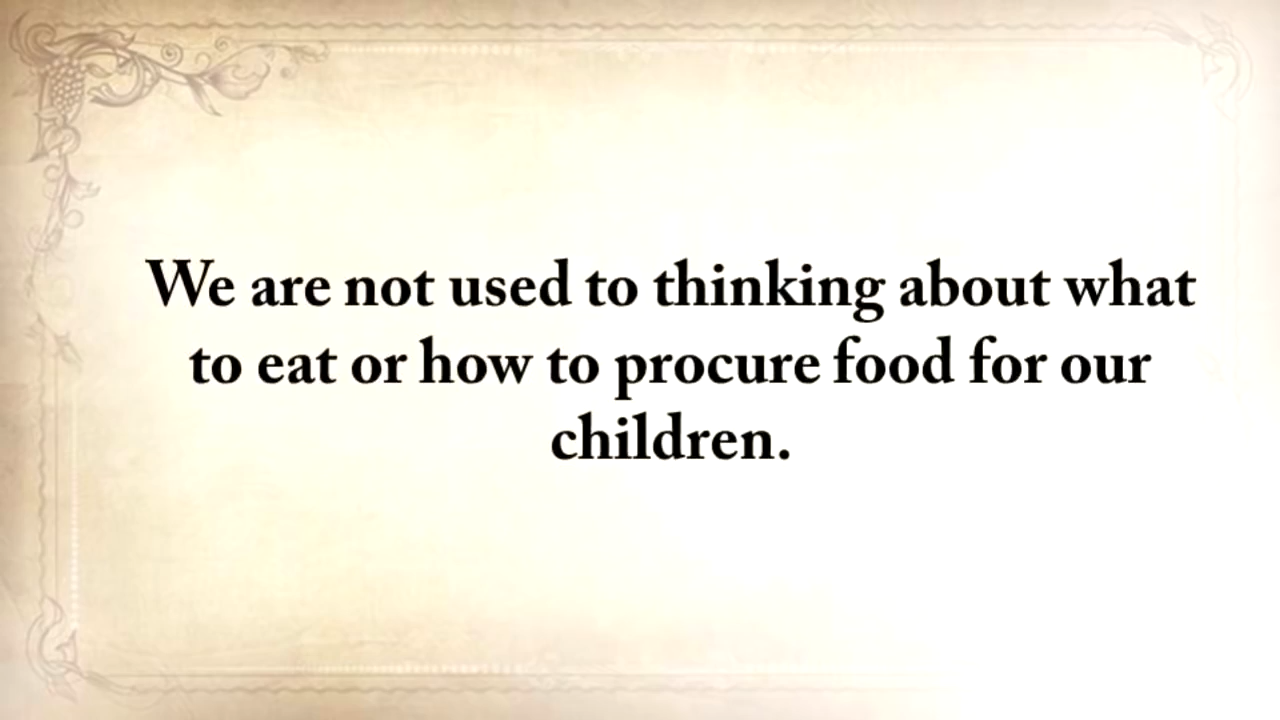 We are not used to thinking about what
to eat or how to procure food for our
children.